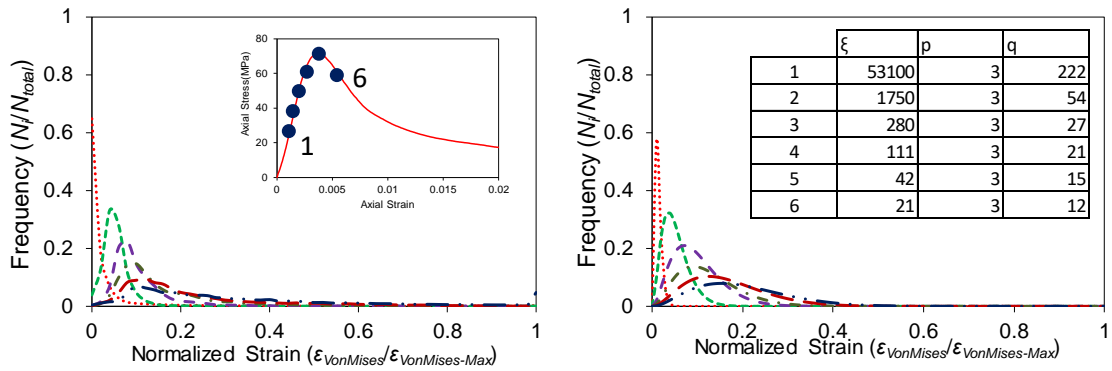 Frequency (Ni/Ntotal)
1
0.8
0.6
0.4
0.2
0
0
0.2
0.4
0.6
0.8
1
Normalized Strain (εVonMises/εVonMises-Max)
Axial Stress(MPa)
80
60
40
20
0
0
0.005
0.01
0.015
0.02
Axial Strain
1
6
Frequency (Ni/Ntotal)
1
0.8
0.6
0.4
0.2
0
0
0.2
0.4
0.6
0.8
1
Normalized Strain (εVonMises/εVonMises-Max)
ξ p q
1 53100 3 222
2 1750 3 54
3 280 3 27
4 111 3 21
5 42 3 15
6 21 3 12